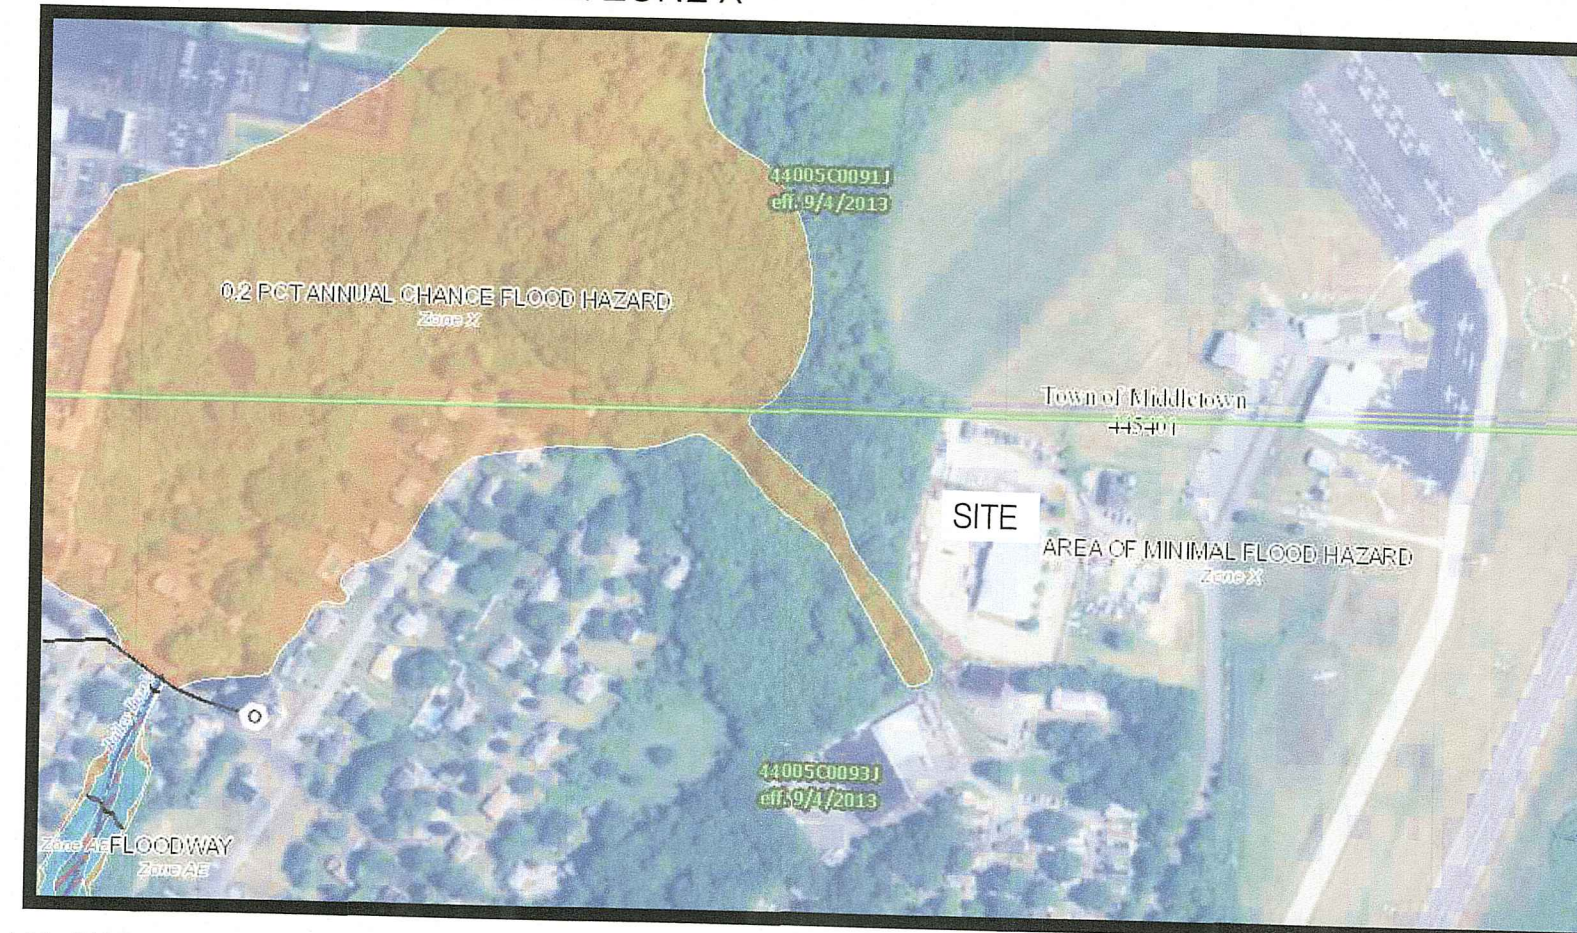 44005C0091J
eff. 9/4/2013
0.2 PCT ANNUAL CHANCE FLOOD HAZARD
Zone X
Town of Middletown
445401
SITE
AREA OF MINIMAL FLOOD HAZARD
Zone X
44005C0093J
eff. 9/4/2013
Zone AE
FLOODWAY
Zone AE